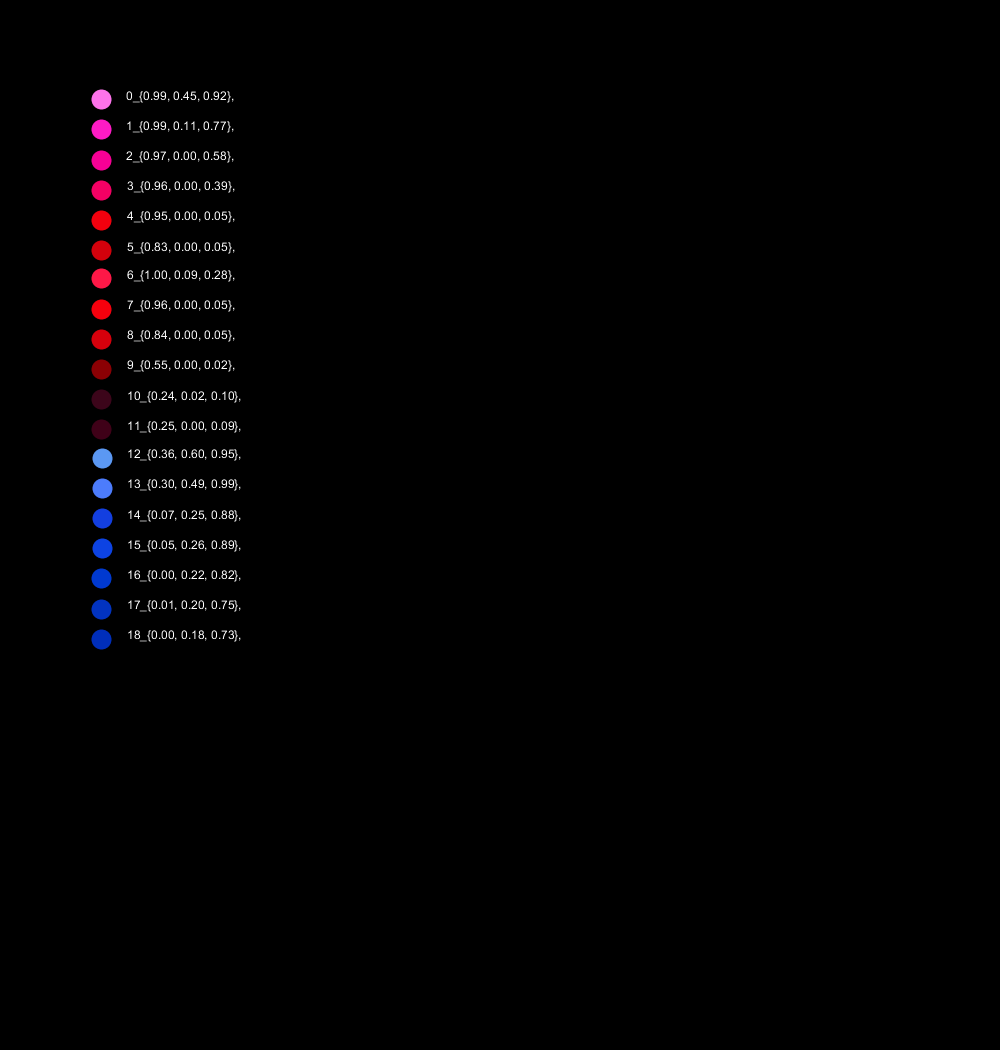 0_{0.99, 0.45, 0.92},
1_{0.99, 0.11, 0.77},
2_{0.97, 0.00, 0.58},
3_{0.96, 0.00, 0.39},
4_{0.95, 0.00, 0.05},
5_{0.83, 0.00, 0.05},
6_{1.00, 0.09, 0.28},
7_{0.96, 0.00, 0.05},
8_{0.84, 0.00, 0.05},
9_{0.55, 0.00, 0.02},
10_{0.24, 0.02, 0.10},
11_{0.25, 0.00, 0.09},
12_{0.36, 0.60, 0.95},
13_{0.30, 0.49, 0.99},
14_{0.07, 0.25, 0.88},
15_{0.05, 0.26, 0.89},
16_{0.00, 0.22, 0.82},
17_{0.01, 0.20, 0.75},
18_{0.00, 0.18, 0.73},